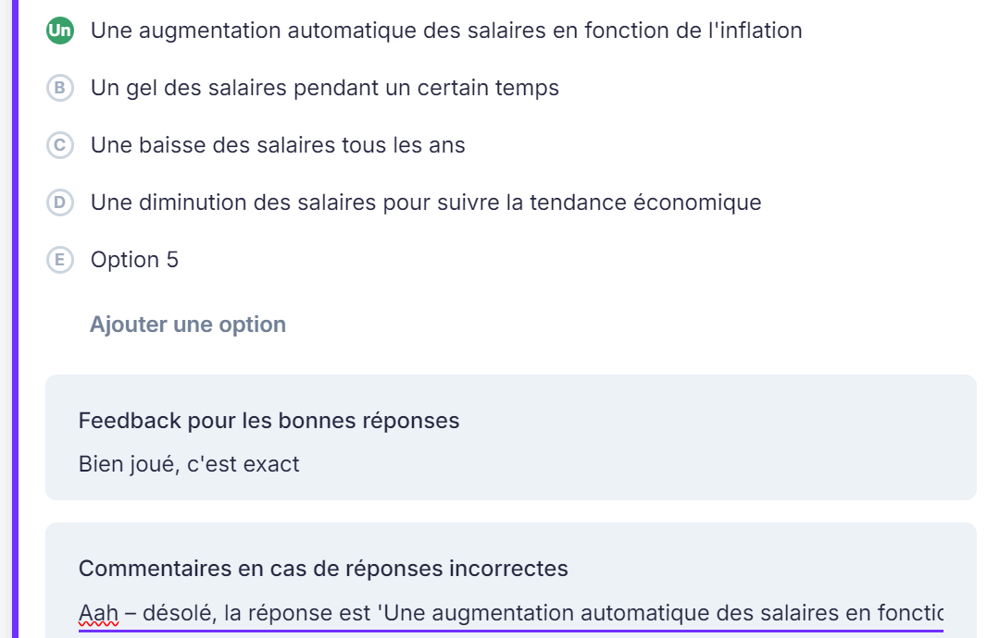 Un Une augmentation automatique des salaires en fonction de l'inflation
B Un gel des salaires pendant un certain temps
C Une baisse des salaires tous les ans
D Une diminution des salaires pour suivre la tendance économique
E Option 5
Ajouter une option
Feedback pour les bonnes réponses
Bien joué, c'est exact
Commentaires en cas de réponses incorrectes
Aah – désolé, la réponse est 'Une augmentation automatique des salaires en